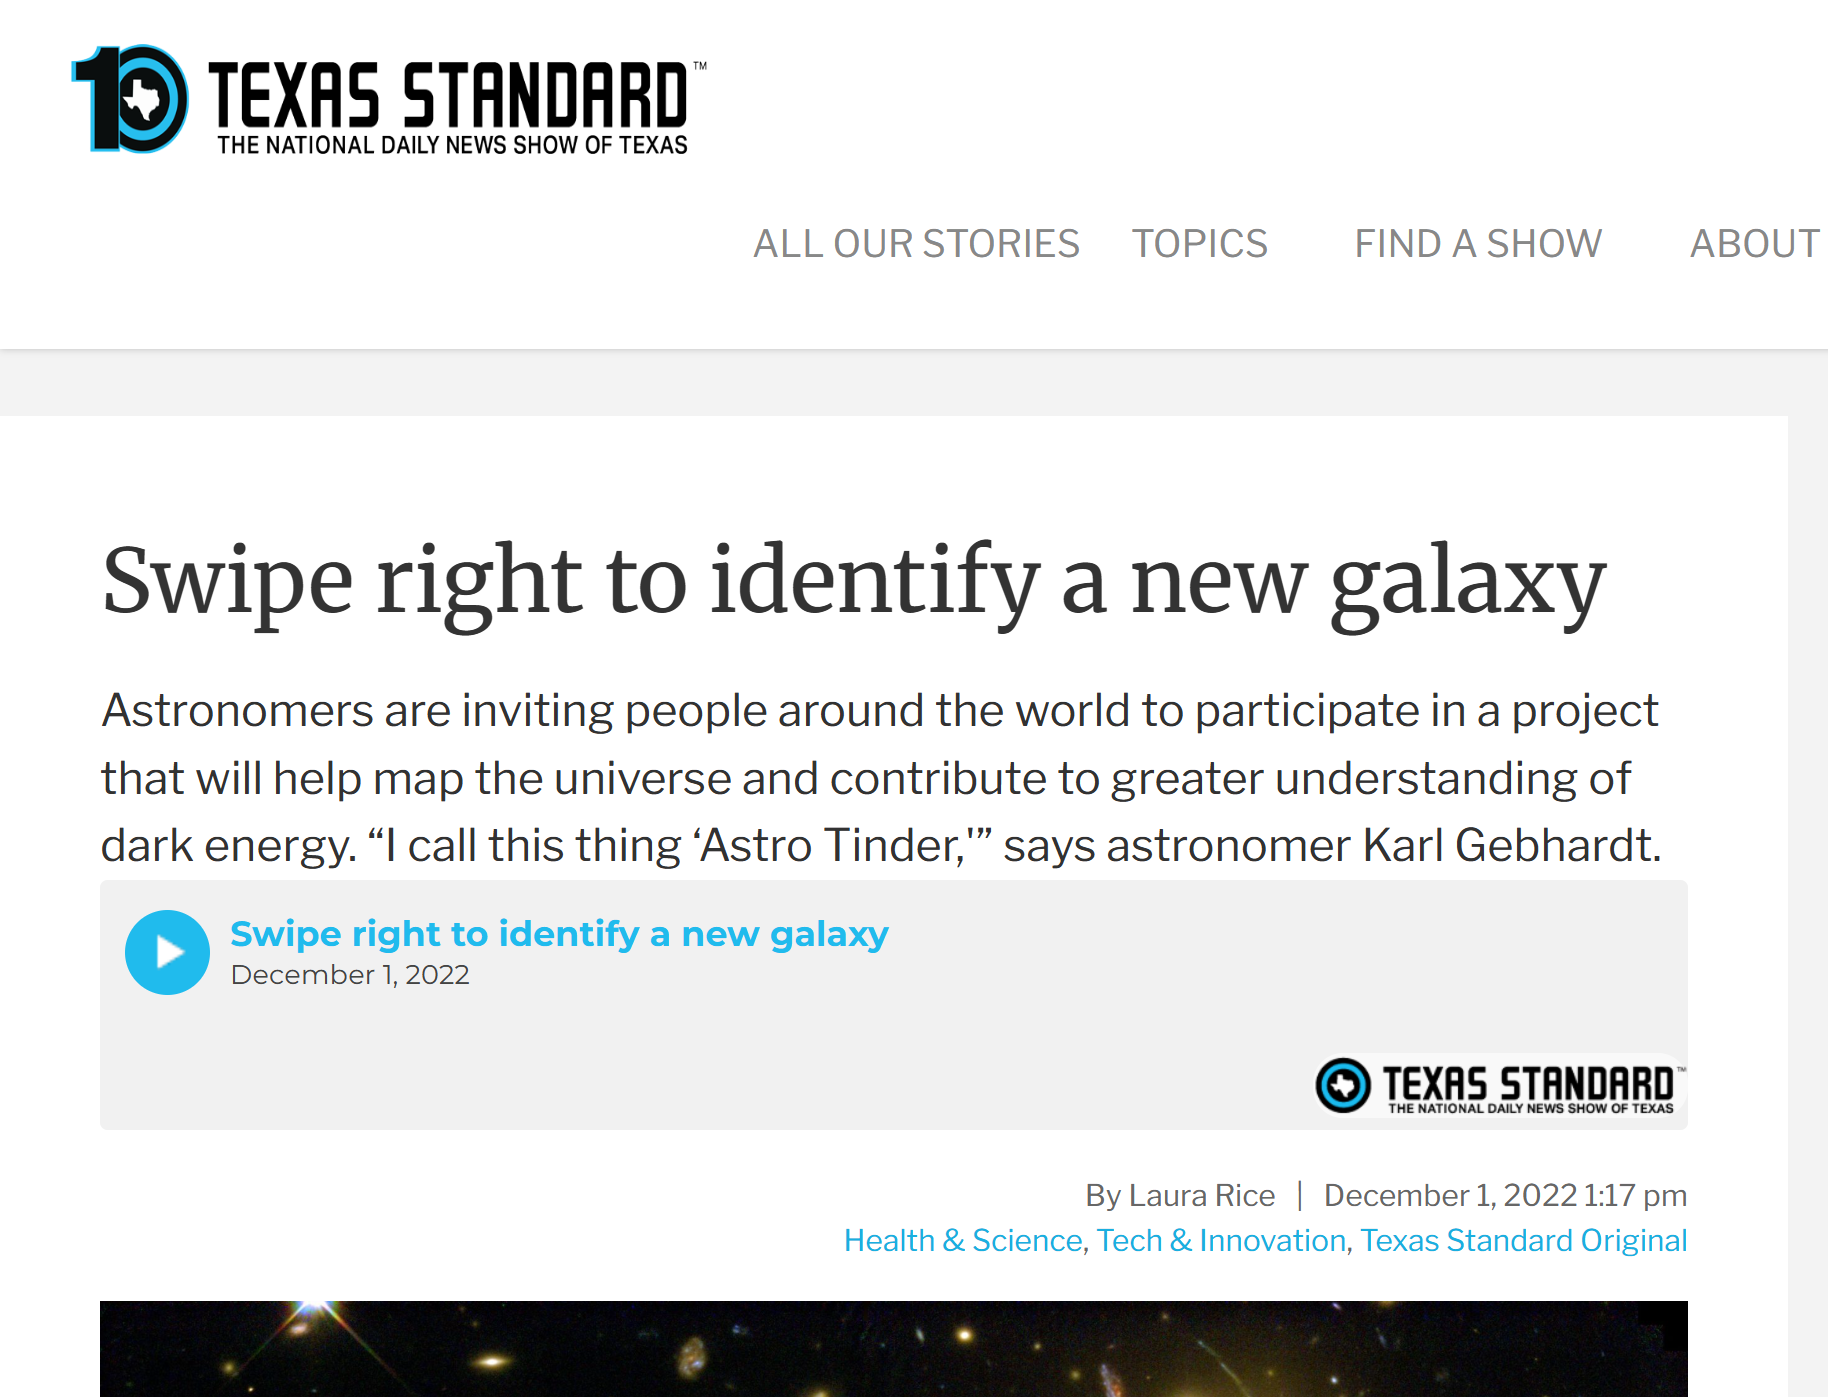 10 TEXAS STANDARD™
THE NATIONAL DAILY NEWS SHOW OF TEXAS
ALL OUR STORIES TOPICS FIND A SHOW ABOUT
Swipe right to identify a new galaxy
Astronomers are inviting people around the world to participate in a project
that will help map the universe and contribute to greater understanding of
dark energy. “I call this thing ‘Astro Tinder,'” says astronomer Karl Gebhardt.
Swipe right to identify a new galaxy
December 1, 2022
TEXAS STANDARD™
THE NATIONAL DAILY NEWS SHOW OF TEXAS
By Laura Rice | December 1, 2022 1:17 pm
Health & Science, Tech & Innovation, Texas Standard Original